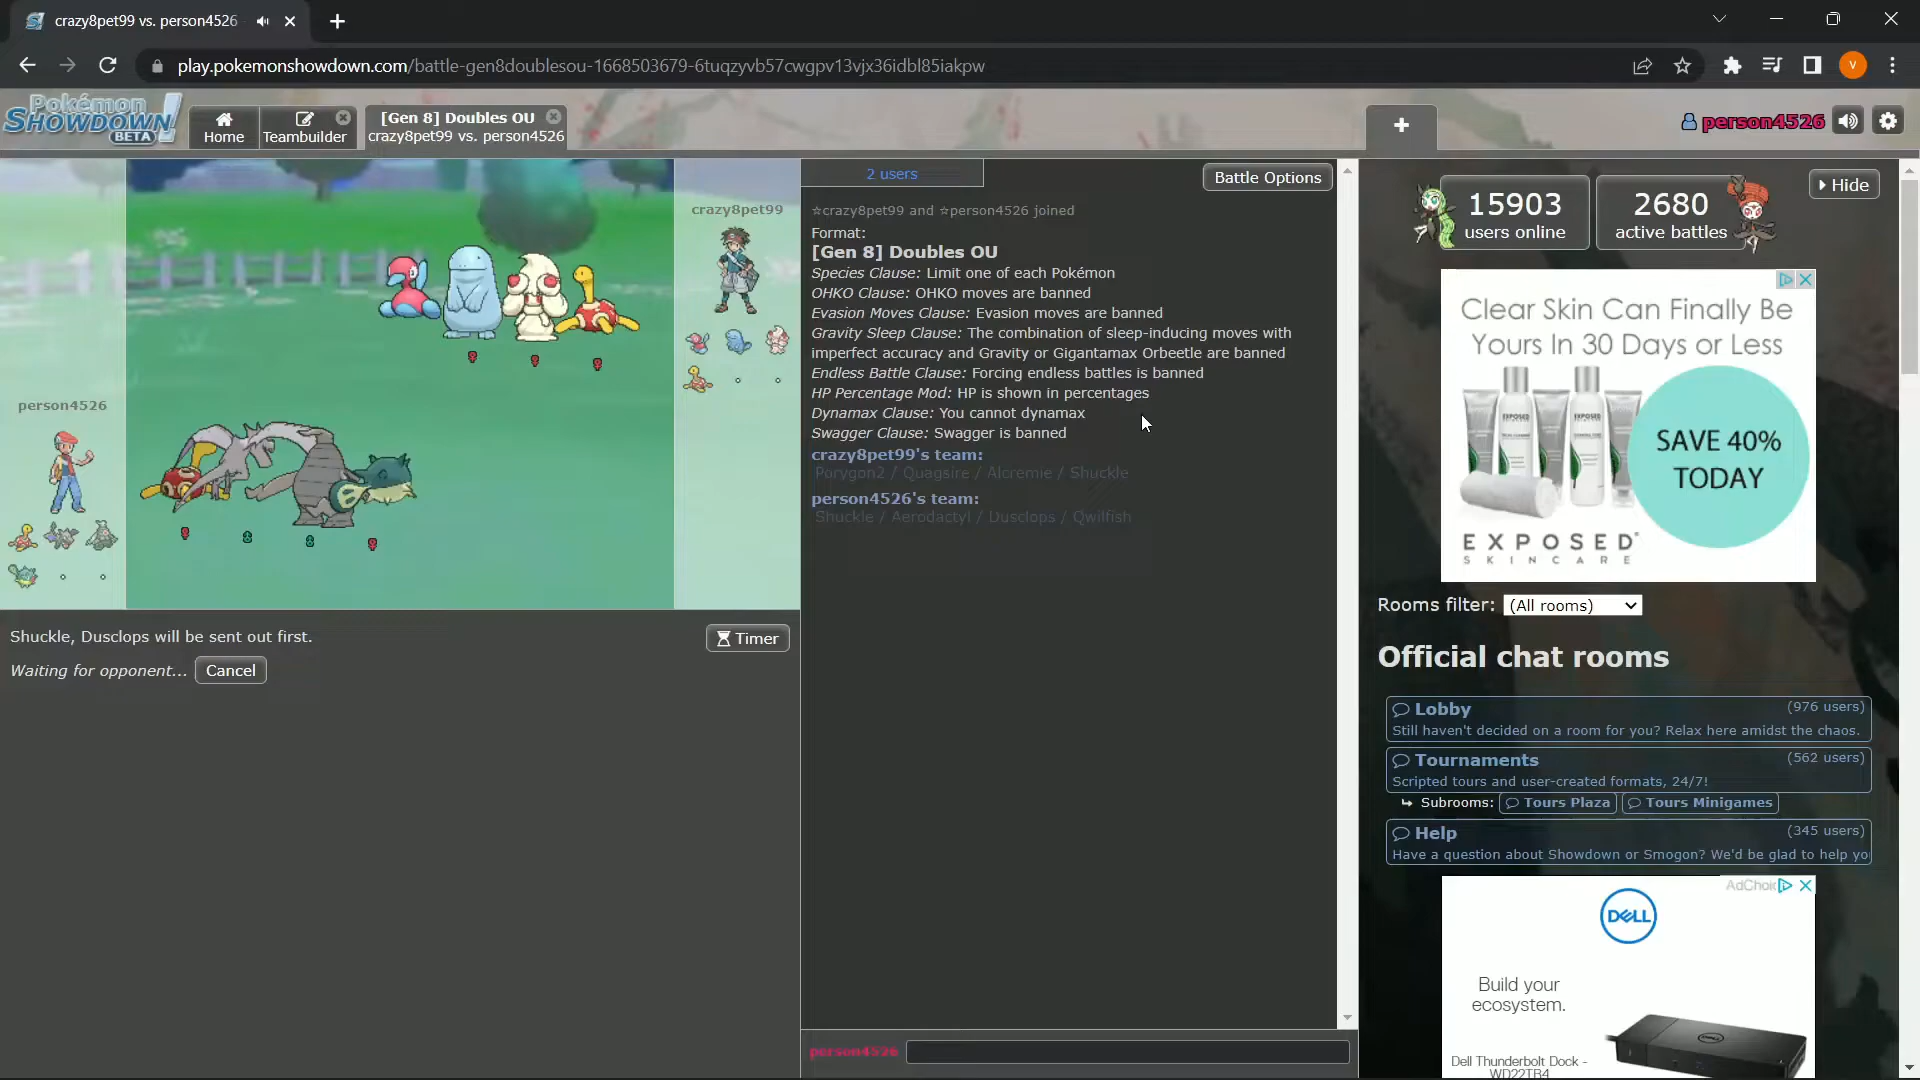 crazy8pet99 vs. person4526
play.pokemonshowdown.com/battle-gen8doublesou-1668503679-6tuqzyvb57cwgpv13vjx36idbl85iakpw
V
Pokémon
SHOWDOWN!
BETA
Home
Teambuilder
[Gen 8] Doubles OU
crazy8pet99 vs. person4526
+
person4526
crazy8pet99
person4526
Shuckle, Dusclops will be sent out first.
Timer
Waiting for opponent...
Cancel
2 users
Battle Options
☆crazy8pet99 and ☆person4526 joined
Format:
[Gen 8] Doubles OU
Species Clause: Limit one of each Pokémon
OHKO Clause: OHKO moves are banned
Evasion Moves Clause: Evasion moves are banned
Gravity Sleep Clause: The combination of sleep-inducing moves with
imperfect accuracy and Gravity or Gigantamax Orbeetle are banned
Endless Battle Clause: Forcing endless battles is banned
HP Percentage Mod: HP is shown in percentages
Dynamax Clause: You cannot dynamax
Swagger Clause: Swagger is banned
crazy8pet99's team:
Porygon2 / Quagsire / Alcremie / Shuckle
person4526's team:
Shuckle / Aerodactyl / Dusclops / Qwilfish
person4526
15903
users online
2680
active battles
Hide
Clear Skin Can Finally Be
Yours In 30 Days or Less
SAVE 40%
TODAY
EXPOSED
SKINCARE
Rooms filter: (All rooms)
Official chat rooms
Lobby (976 users)
Still haven't decided on a room for you? Relax here amidst the chaos.
Tournaments (562 users)
Scripted tours and user-created formats, 24/7!
Subrooms: Tours Plaza Tours Minigames
Help (345 users)
Have a question about Showdown or Smogon? We'd be glad to help yo
AdChoic
DELL
Build your
ecosystem.
Dell Thunderbolt Dock -
WD22TB4